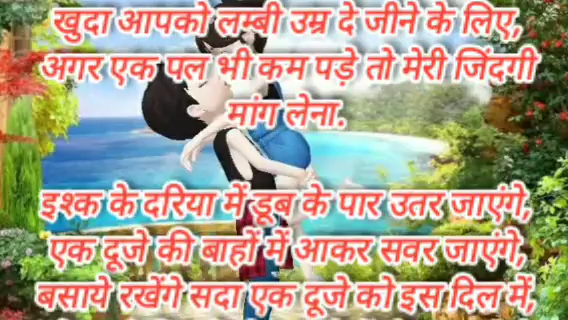 खुदा आपको लम्बी उम्र दे जीने के लिए,
अगर एक पल भी कम पड़े तो मेरी जिंदगी
मांग लेना.
इश्क के दरिया में डूब के पार उतर जाएंगे,
एक दूजे की बाहों में आकर सवर जाएंगे,
बसाये रखेंगे सदा एक दूजे को इस दिल में,